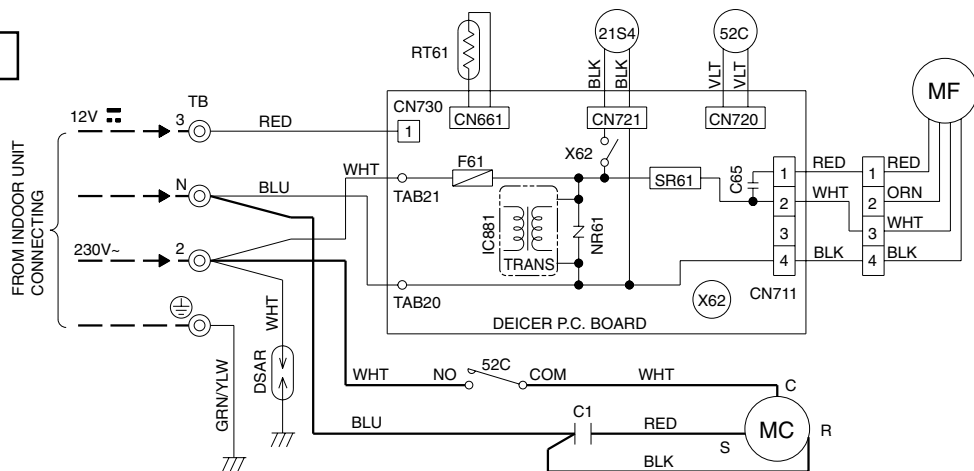 RT61
21S4
52C
BLK
BLK
VLT
VLT
MF
12V
TB
3
RED
CN730
1
CN661
CN721
CN720
X62
F61
WHT
TAB21
SR61
C65
1
2
3
4
RED
WHT
BLK
1
2
3
4
RED
ORN
WHT
BLK
N
BLU
IC881
TRANS
NR61
FROM INDOOR UNIT
CONNECTING
230V~
2
TAB20
X62
CN711
DEICER P.C. BOARD
GRN/YLW
WHT
DSAR
WHT
NO
52C
COM
WHT
C
BLU
C1
RED
S
MC
R
BLK